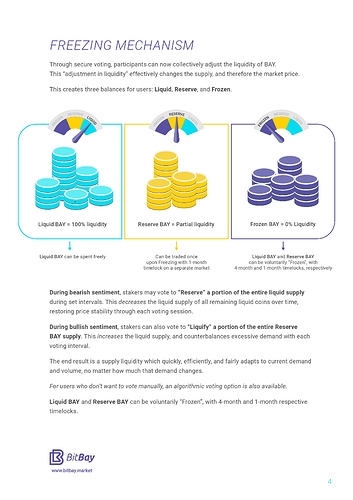 FREEZING MECHANISM
Through secure voting, participants can now collectively adjust the liquidity of BAY.
This "adjustment in liquidity" effectively changes the supply, and therefore the market price.
This creates three balances for users: Liquid, Reserve, and Frozen.
LIQUID
RESERVE
FROZEN
Liquid BAY = 100% liquidity
Reserve BAY = Partial liquidity
Frozen BAY = 0% Liquidity
Liquid BAY can be spent freely
Can be traded once
upon Freezing with 1-month
timelock on a separate market.
Liquid BAY and Reserve BAY
can be voluntarily "Frozen", with
4-month and 1-month timelocks, respectively
During bearish sentiment, stakers may vote to "Reserve" a portion of the entire liquid supply
during set intervals. This decreases the liquid supply of all remaining liquid coins over time,
restoring price stability through each voting session.
During bullish sentiment, stakers can also vote to "Liquify" a portion of the entire Reserve
BAY supply. This increases the liquid supply, and counterbalances excessive demand with each
voting interval.
The end result is a supply liquidity which quickly, efficiently, and fairly adapts to current demand
and volume, no matter how much that demand changes.
For users who don't want to vote manually, an algorithmic voting option is also available.
Liquid BAY and Reserve BAY can be voluntarily "Frozen", with 4-month and 1-month respective
timelocks.
BitBay
www.bitbay.market
4